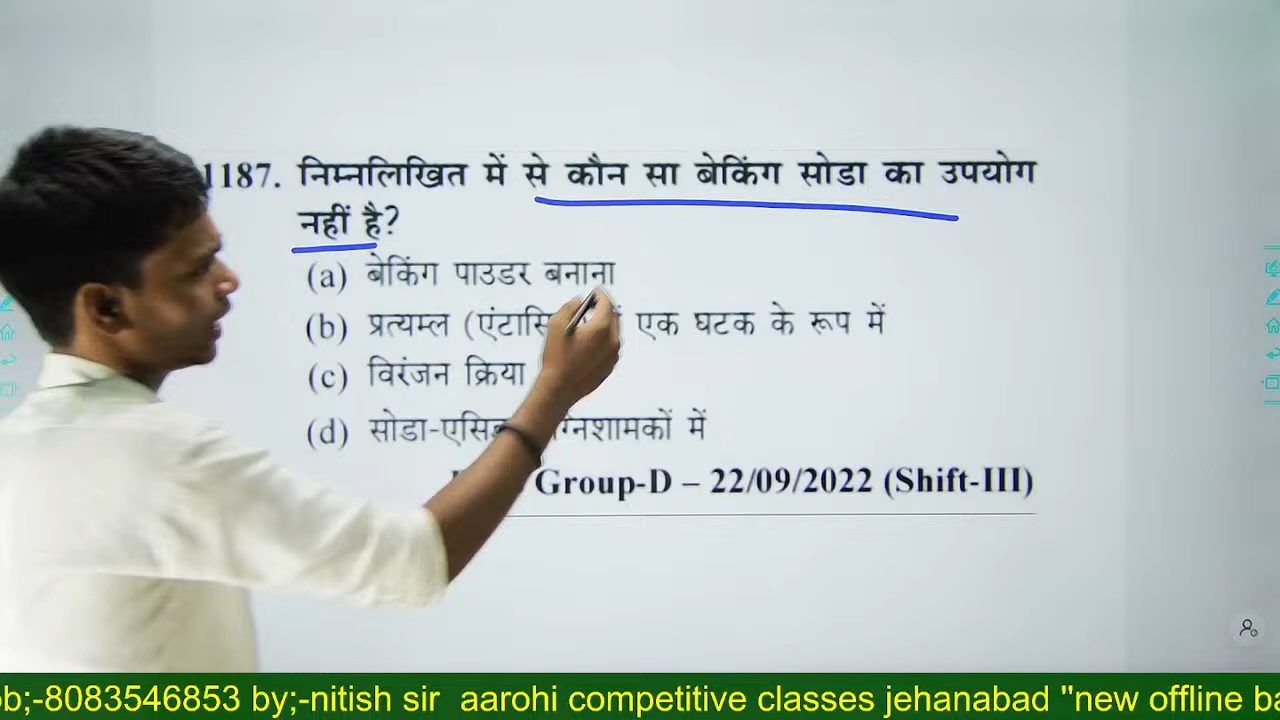 1187. निम्नलिखित में से कौन सा बेकिंग सोडा का उपयोग
नहीं है?
(a) बेकिंग पाउडर बनाना
(b) प्रत्यम्ल एक घटक के रूप में
(c) विरंजन क्रिया
(d) में
Group-D – 22/09/2022 (Shift-III)
8083546853 by;-nitish sir aarohi competitive classes jehanabad "new offline